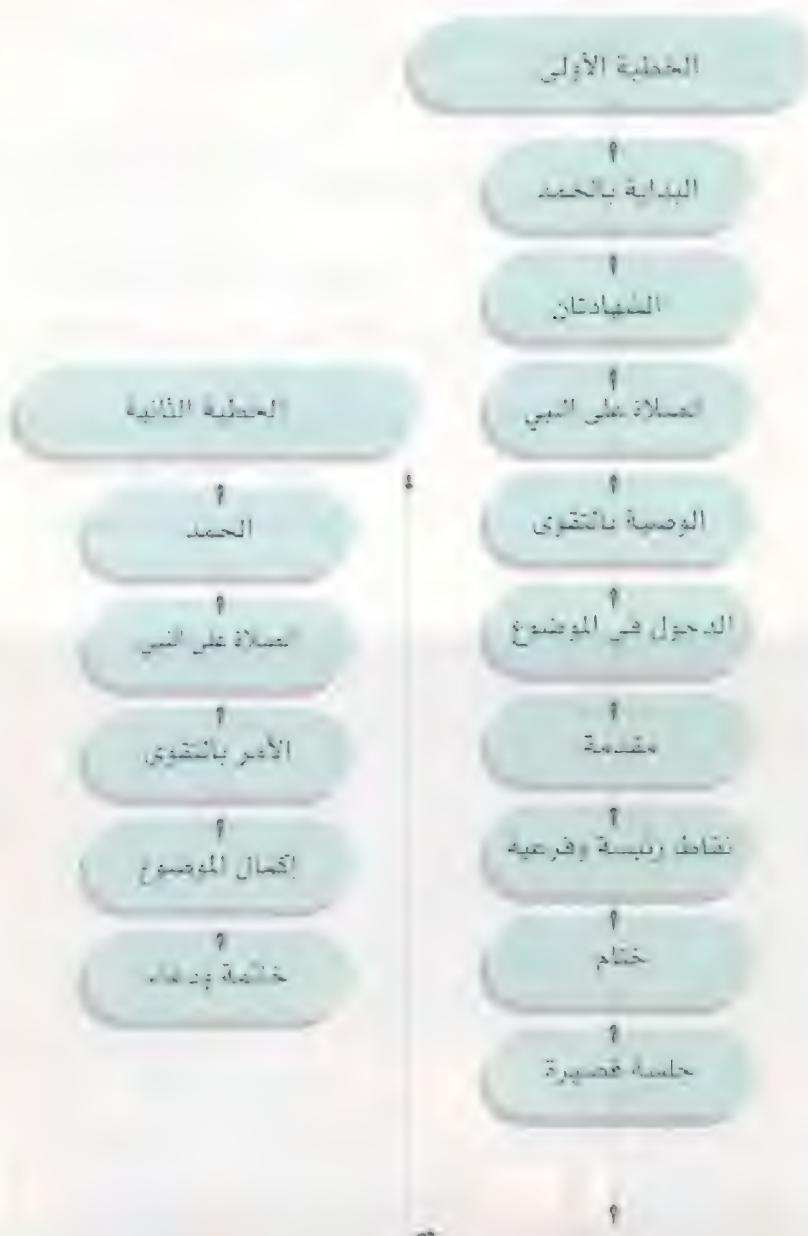 الخطبة الأولى
البداية بالحمد
الشهادتان
الصلاة على النبي
الوصية بالتقوى
الدخول في الموضوع
مقدمة
نقاط رئيسة وفرعية
ختام
جلسة قصيرة
الخطبة الثانية
الحمد
الصلاة على النبي
الأمر بالتقوى
إكمال الموضوع
خاتمة ودعاء